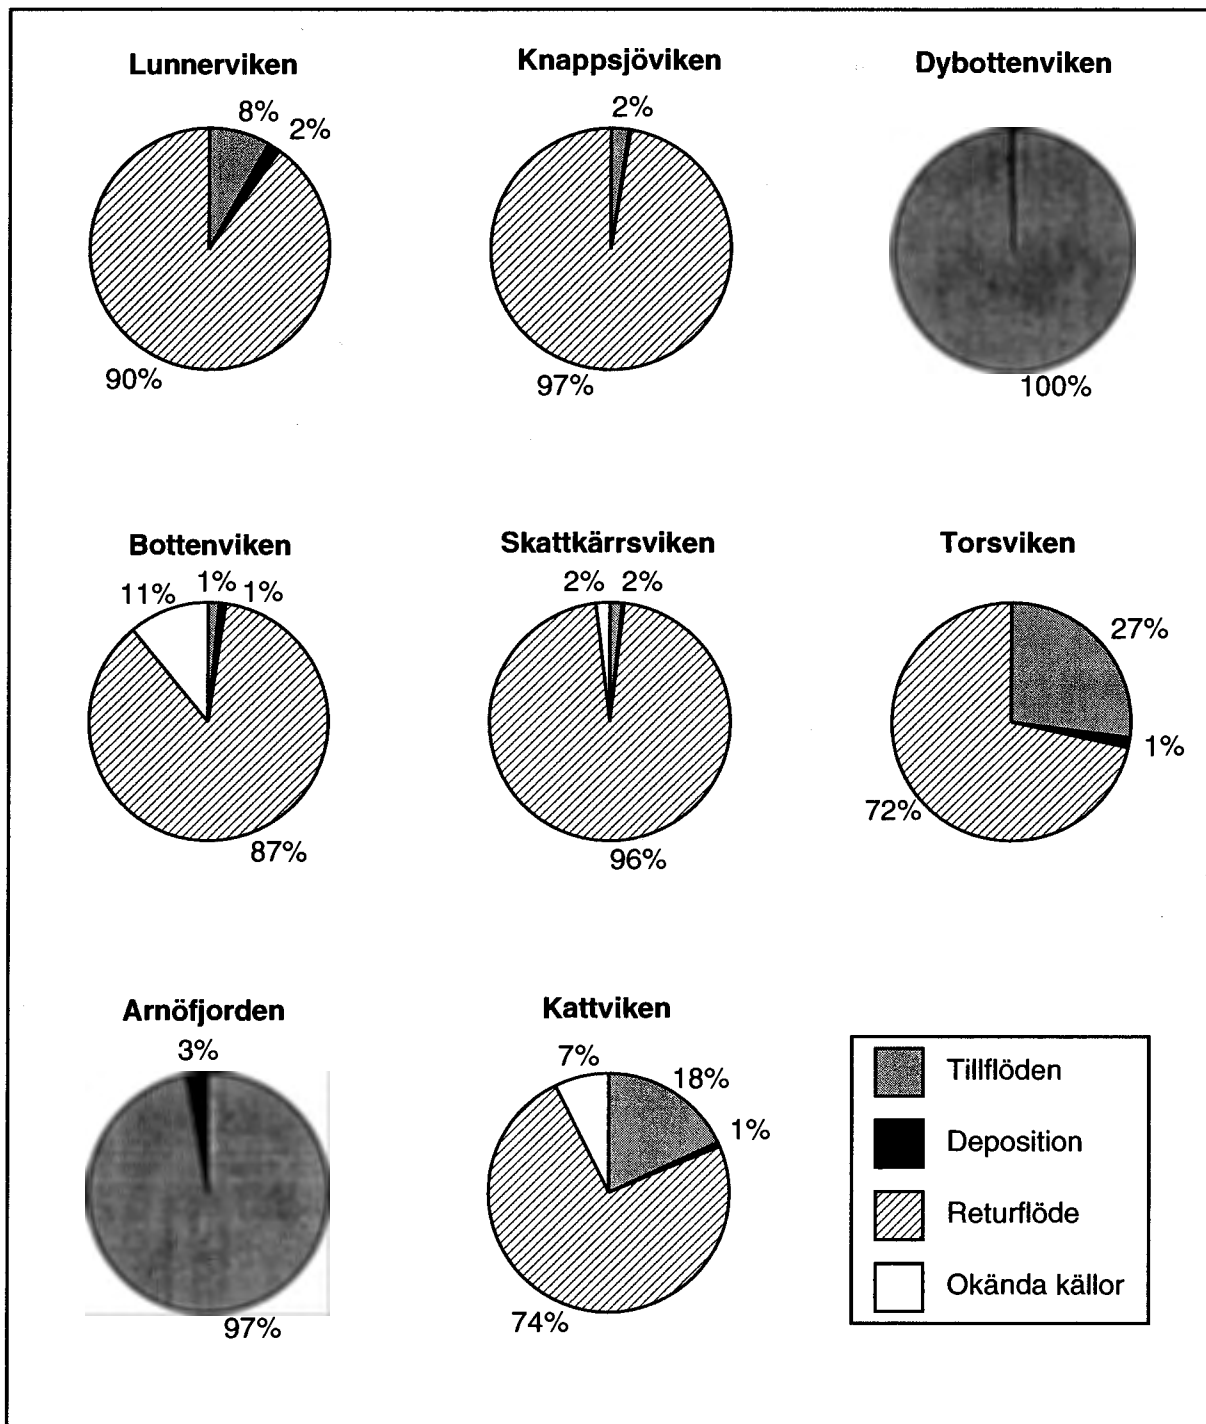 Lunnerviken
8%
2%
90%
Knappsjöviken
2%
97%
Dybottenviken
100%
Bottenviken
11%
1%
1%
87%
Skattkärrsviken
2%
2%
96%
Torsviken
27%
1%
72%
Arnöfjorden
3%
97%
Kattviken
7%
18%
1%
74%
Tillflöden
Deposition
Returflöde
Okända källor